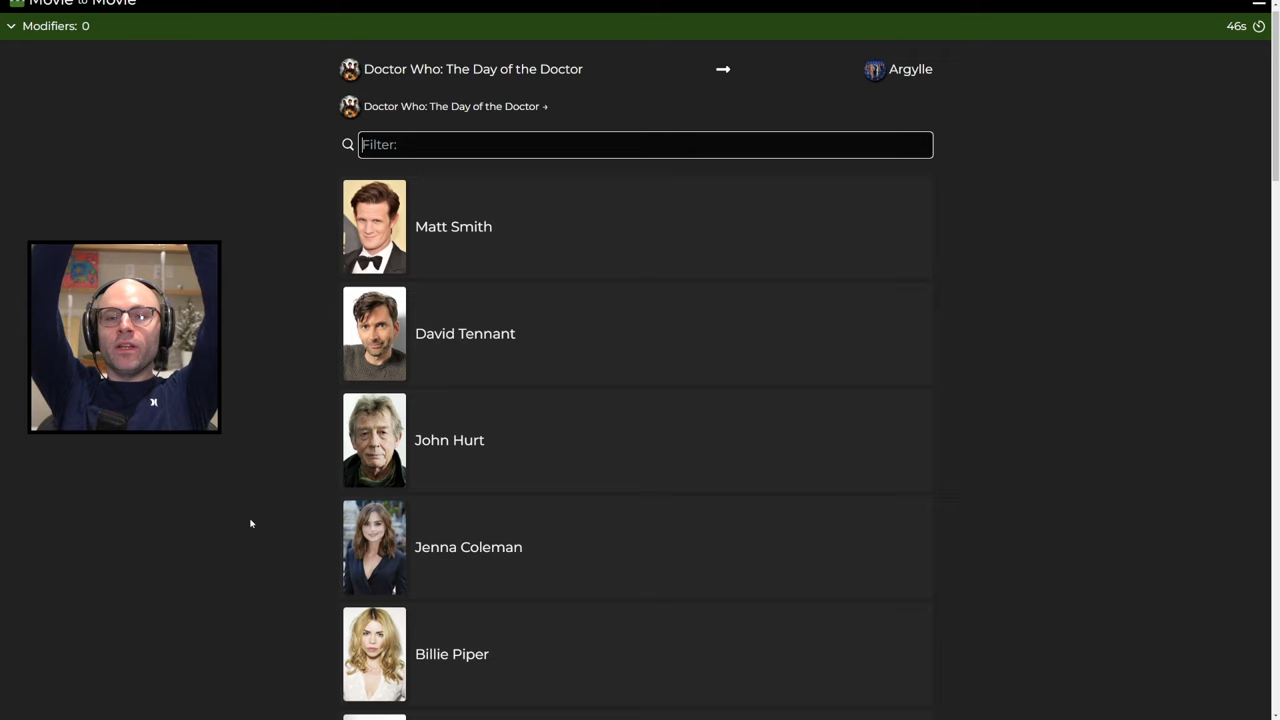 Movie to Movie
Modifiers: 0
46s
Doctor Who: The Day of the Doctor → Argylle
Doctor Who: The Day of the Doctor →
Filter:
Matt Smith
David Tennant
John Hurt
Jenna Coleman
Billie Piper